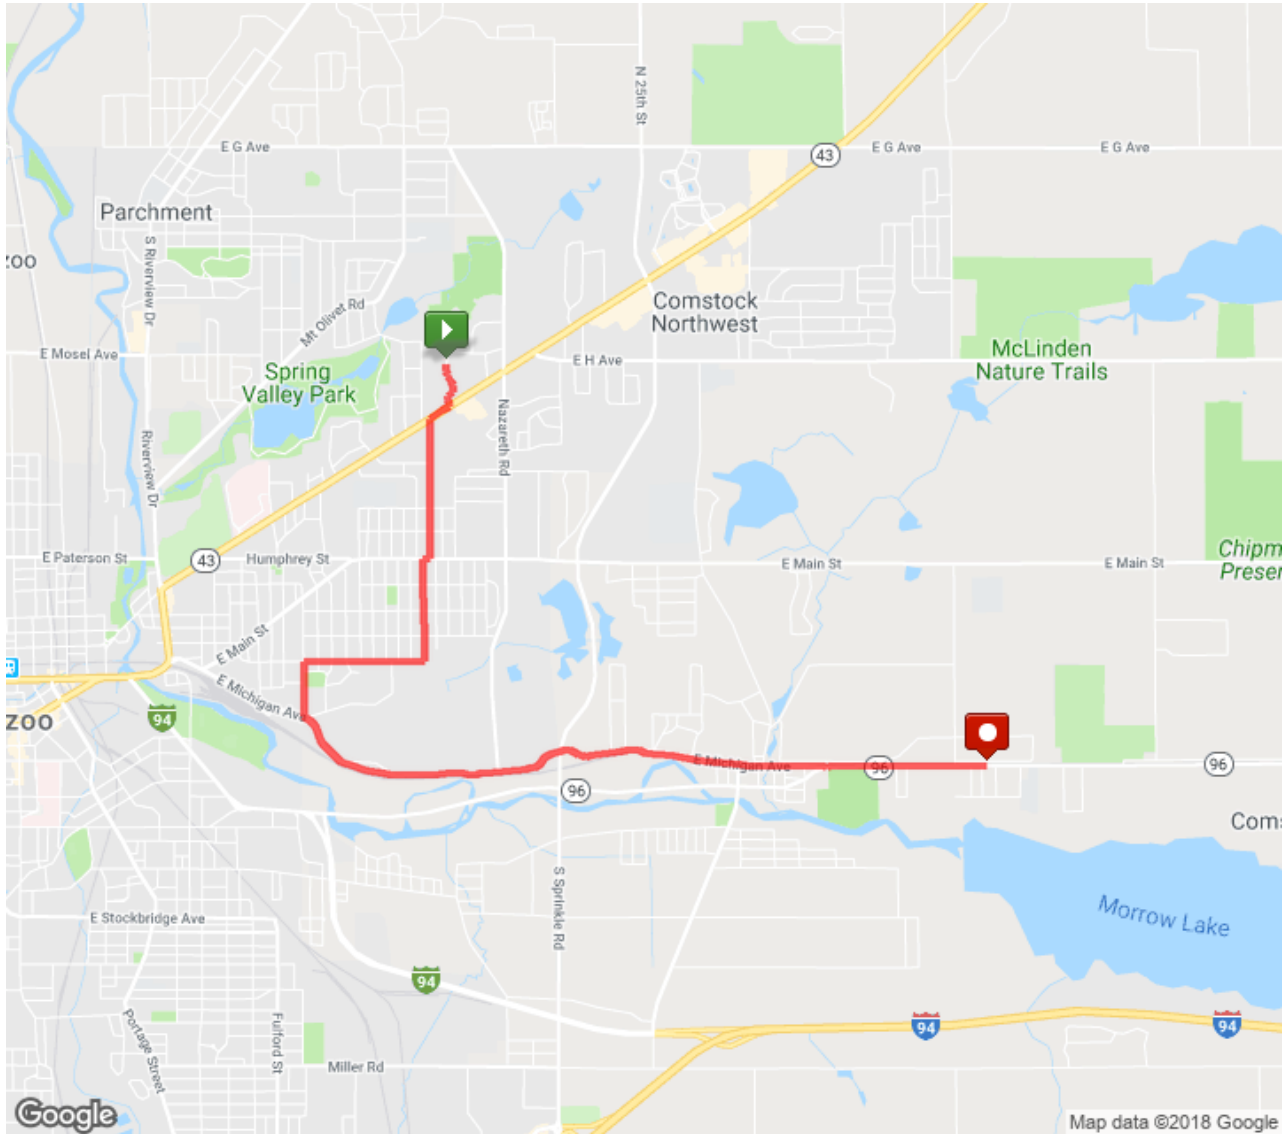 N 25th St
E G Ave
43
E G Ave
E G Ave
Parchment
S Riverview Dr
zoo
Mt Olivet Rd
Comstock
Northwest
E Mosel Ave
E H Ave
McLinden
Nature Trails
Spring
Valley Park
Nazareth Rd
Riverview Dr
E Paterson St
43
Humphrey St
E Main St
E Main St
Chipm
Preser
E Main St
E Michigan Ave
94
zoo
E Michigan Ave
96
96
96
Coms
S Sprinkle Rd
E Stockbridge Ave
Morrow Lake
94
Portage Street
Fulford St
94
94
Miller Rd
Google
Map data ©2018 Google